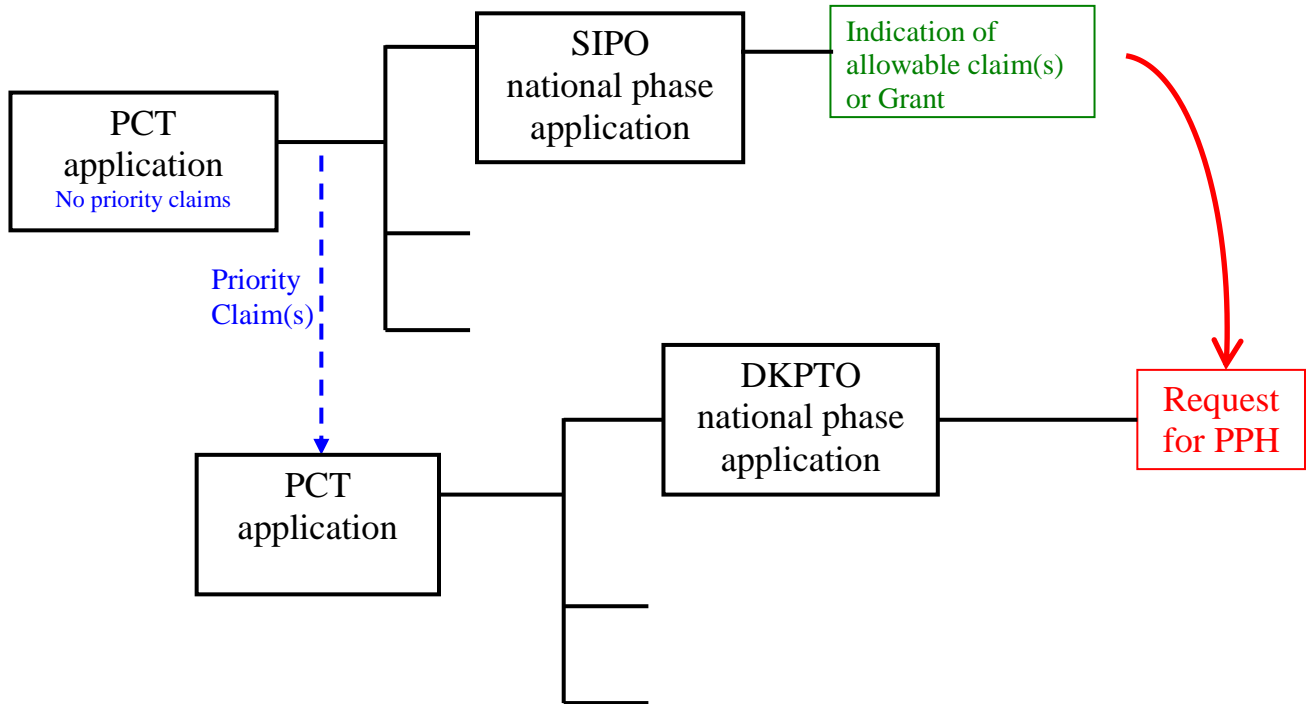 SIPO
national phase
application
Indication of
allowable claim(s)
or Grant
PCT
application
No priority claims
Priority
Claim(s)
DKPTO
national phase
application
Request
for PPH
PCT
application